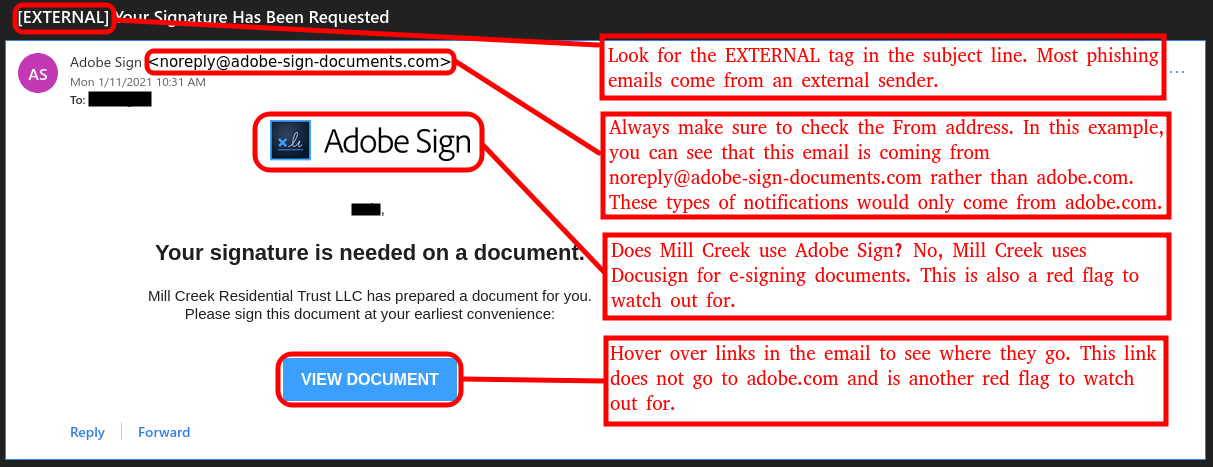 [EXTERNAL] Your Signature Has Been Requested
AS
Adobe Sign <noreply@adobe-sign-documents.com>
Mon 1/11/2021 10:31 AM
To:
Adobe Sign
,
Your signature is needed on a document.
Mill Creek Residential Trust LLC has prepared a document for you.
Please sign this document at your earliest convenience:
VIEW DOCUMENT
Reply
Forward
Look for the EXTERNAL tag in the subject line. Most phishing
emails come from an external sender.
Always make sure to check the From address. In this example,
you can see that this email is coming from
noreply@adobe-sign-documents.com rather than adobe.com.
These types of notifications would only come from adobe.com.
Does Mill Creek use Adobe Sign? No, Mill Creek uses
Docusign for e-signing documents. This is also a red flag to
watch out for.
Hover over links in the email to see where they go. This link
does not go to adobe.com and is another red flag to watch
out for.